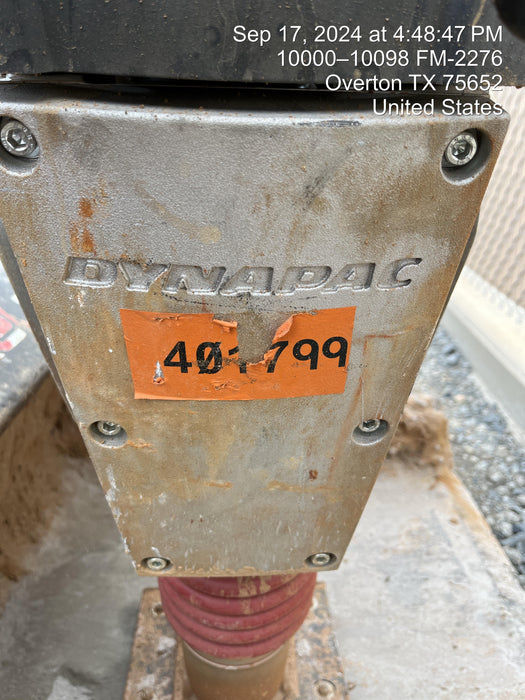 Sep 17, 2024 at 4:48:47 PM
10000–10098 FM-2276
Overton TX 75652
United States
DYNAPAC